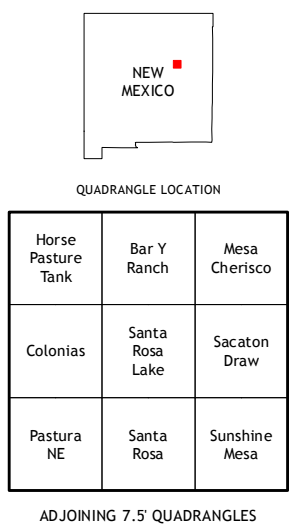 NEW
MEXICO
QUADRANGLE LOCATION
Horse
Pasture
Tank
Bar Y
Ranch
Mesa
Cherisco
Colonias
Santa
Rosa
Lake
Sacaton
Draw
Pastura
NE
Santa
Rosa
Sunshine
Mesa
ADJOINING 7.5' QUADRANGLES